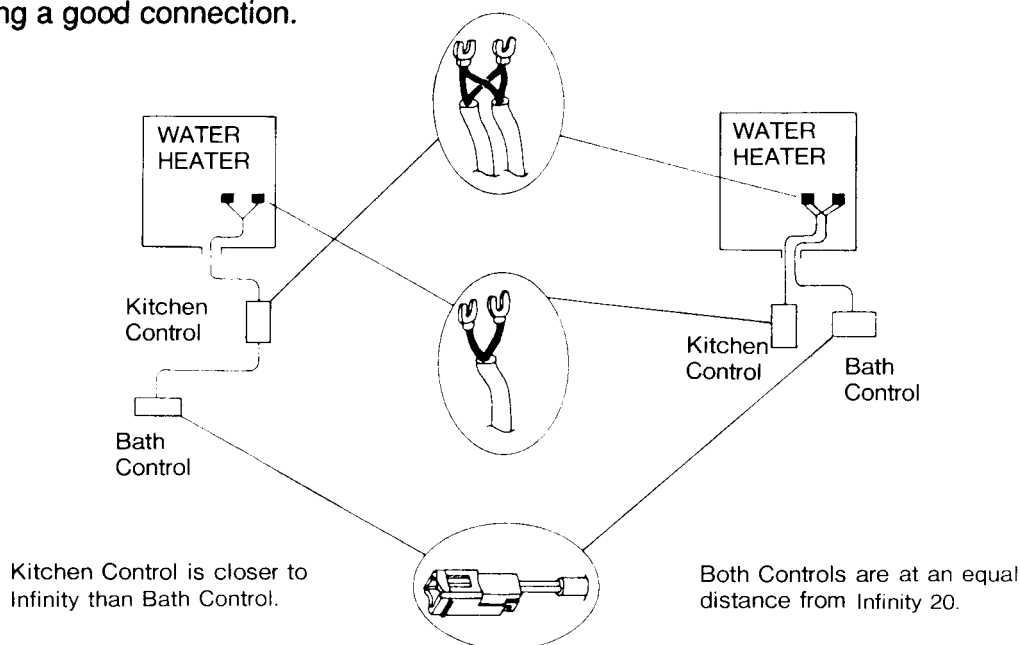 ng a good connection.
WATER
HEATER
WATER
HEATER
Kitchen
Control
Kitchen
Control
Bath
Control
Bath
Control
Kitchen Control is closer to
Infinity than Bath Control.
Both Controls are at an equal
distance from Infinity 20.